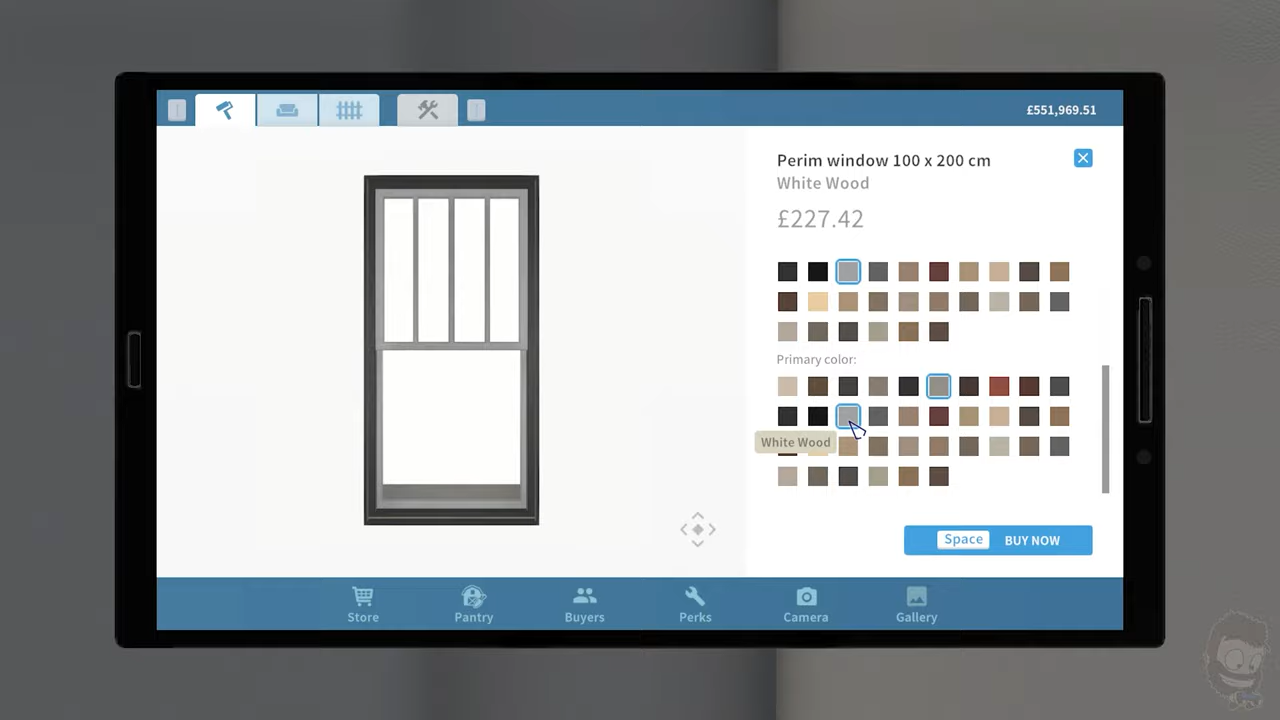 £551,969.51
Perim window 100 x 200 cm
White Wood
£227.42
Primary color:
White Wood
Space BUY NOW
Store Pantry Buyers Perks Camera Gallery